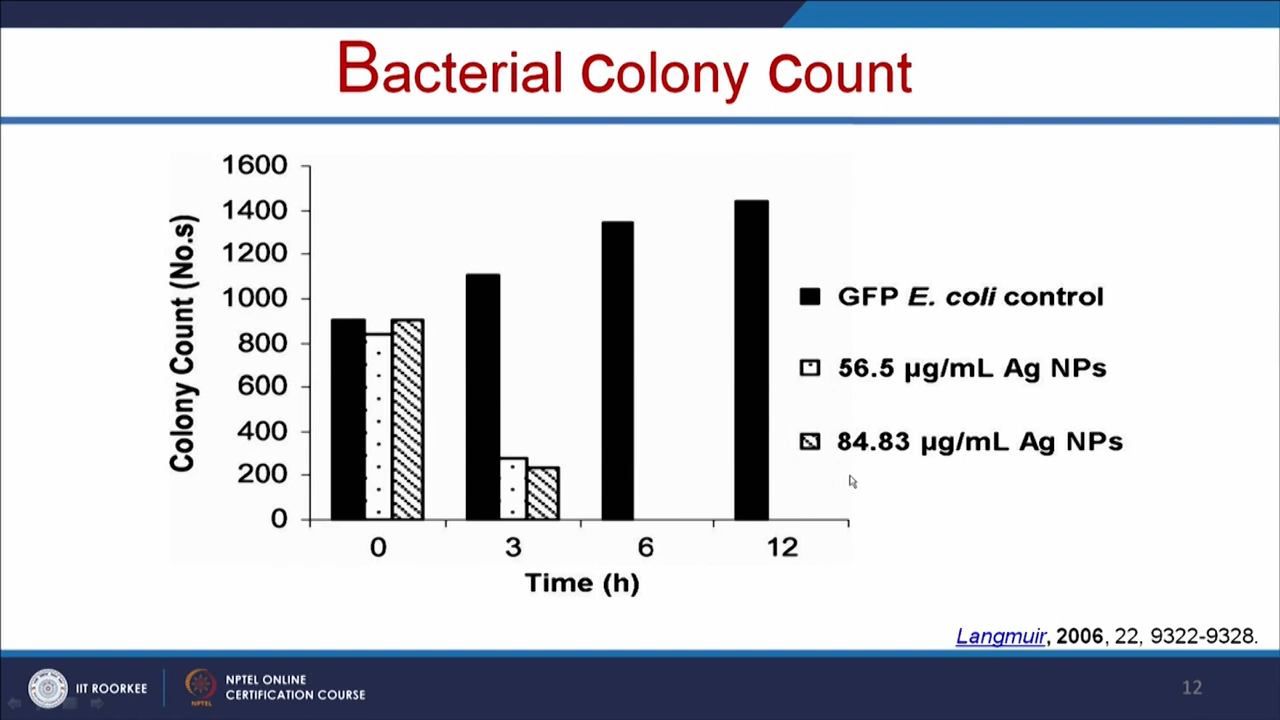 Bacterial Colony Count
1600
1400
1200
1000
800
600
400
200
0
Colony Count (No.s)
0 3 6 12
Time (h)
GFP E. coli control
56.5 µg/mL Ag NPs
84.83 µg/mL Ag NPs
Langmuir, 2006, 22, 9322-9328.
IIT ROORKEE
NPTEL
NPTEL ONLINE
CERTIFICATION COURSE
12